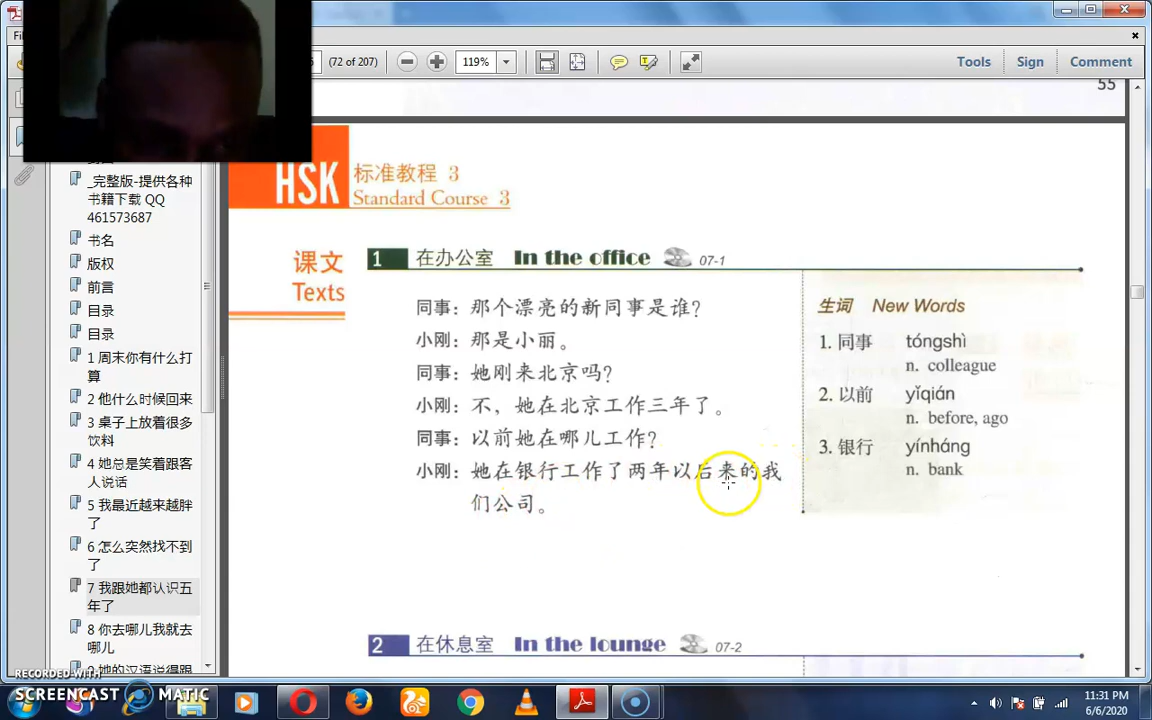 Fil
(72 of 207)
119%
Tools
Sign
Comment
55
_完整版-提供各种
书籍下载 QQ
461573687
书名
版权
前言
目录
目录
1 周末你有什么打
算
2 他什么时候回来
3 桌子上放着很多
饮料
4 她总是笑着跟客
人说话
5 我最近越来越胖
了
6 怎么突然找不到
了
7 我跟她都认识五
年了
8 你去哪儿我就去
哪儿
9 她的汉语说得跟
HSK
标准教程 3
Standard Course 3
课文
Texts
1 在办公室 In the office 07-1
同事：那个漂亮的新同事是谁？
小刚：那是小丽。
同事：她刚来北京吗？
小刚：不，她在北京工作三年了。
同事：以前她在哪儿工作？
小刚：她在银行工作了两年以后来的我
们公司。
生词 New Words
1. 同事 tóngshì
n. colleague
2. 以前 yǐqián
n. before, ago
3. 银行 yínháng
n. bank
2 在休息室 In the lounge 07-2
RECORDED WITH
SCREENCAST MATIC
11:31 PM
6/6/2020